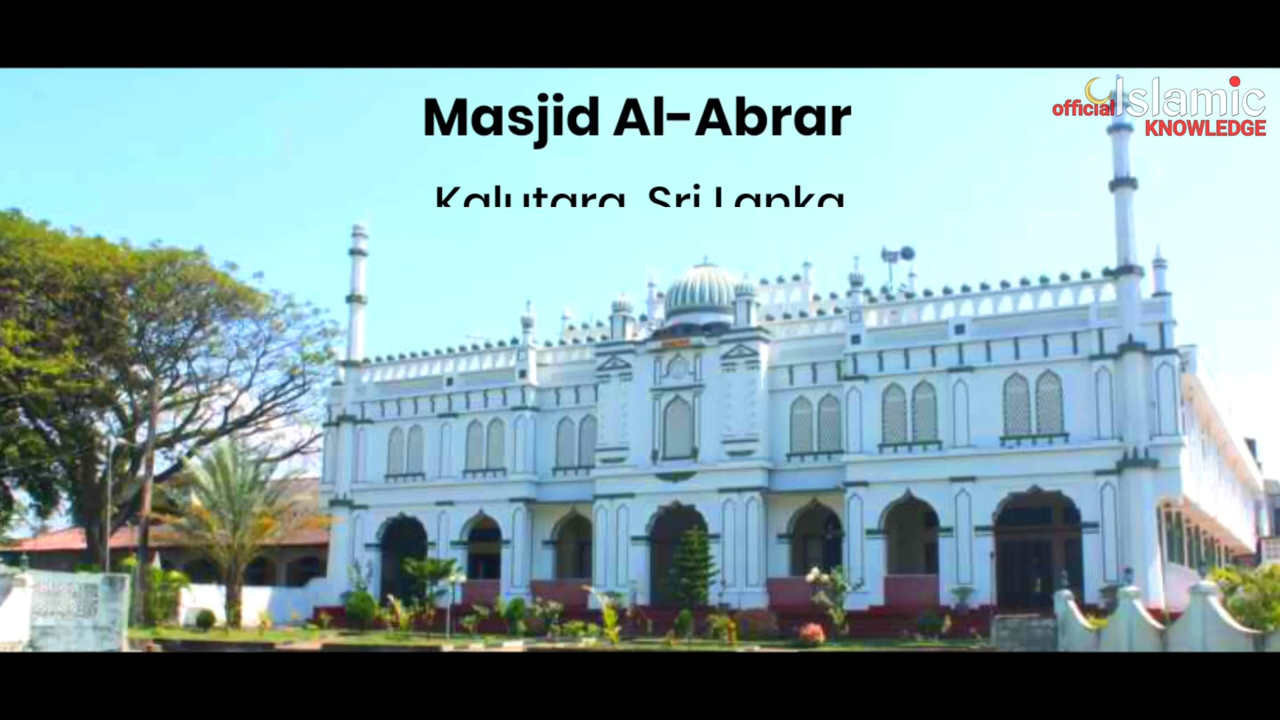 Masjid Al-Abrar
Kalutara, Sri Lanka
official Islamic
KNOWLEDGE